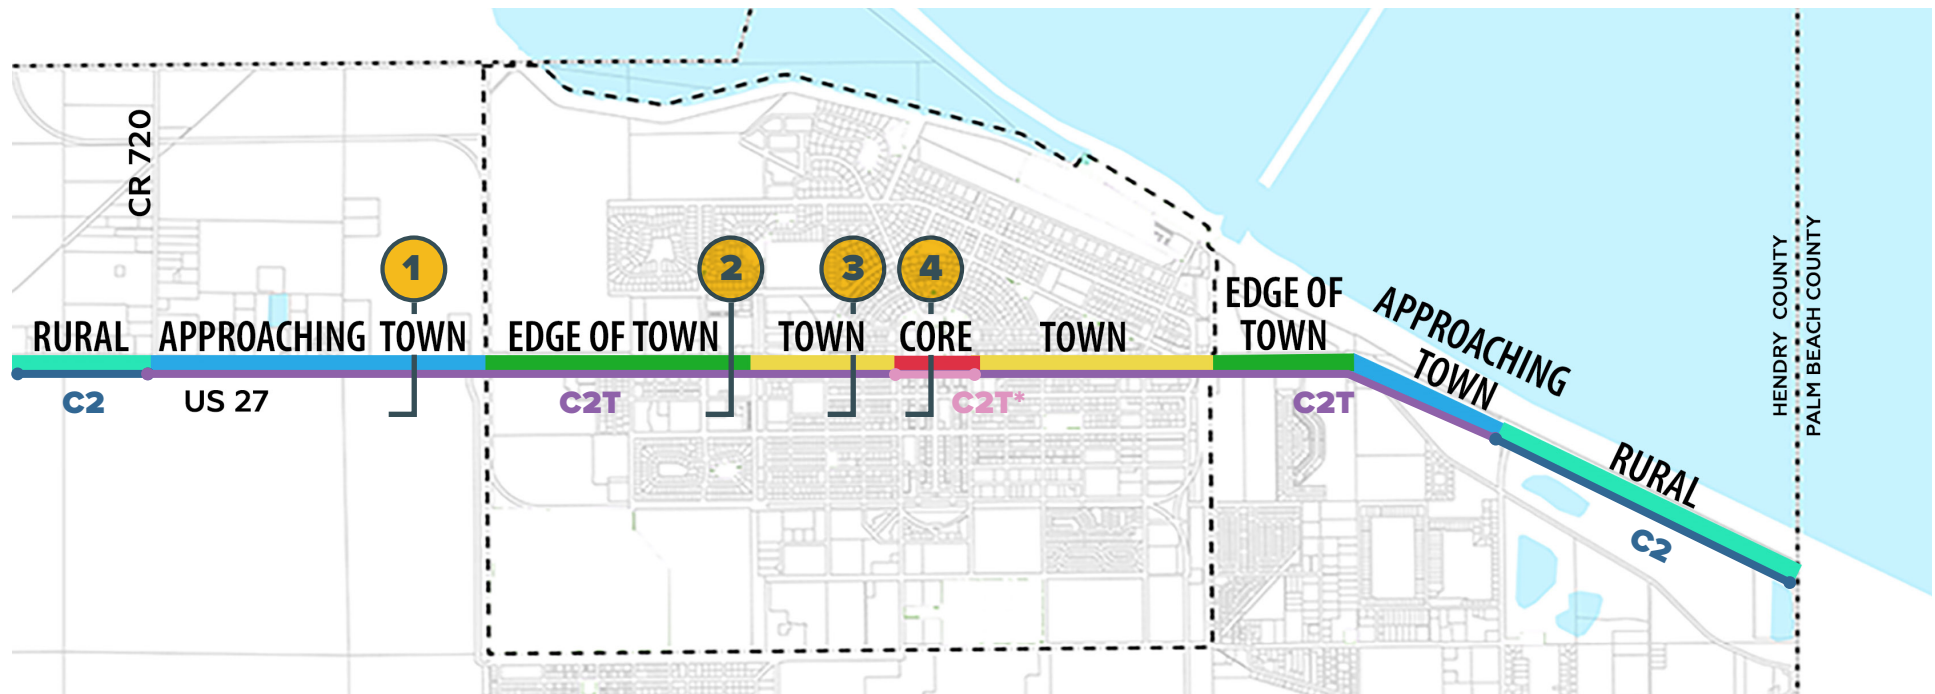 CR 720
1
2
3
4
HENDRY COUNTY
PALM BEACH COUNTY
RURAL
APPROACHING TOWN
EDGE OF TOWN
TOWN
CORE
TOWN
EDGE OF
TOWN
APPROACHING
TOWN
RURAL
C2
US 27
C2T
C2T*
C2T
C2